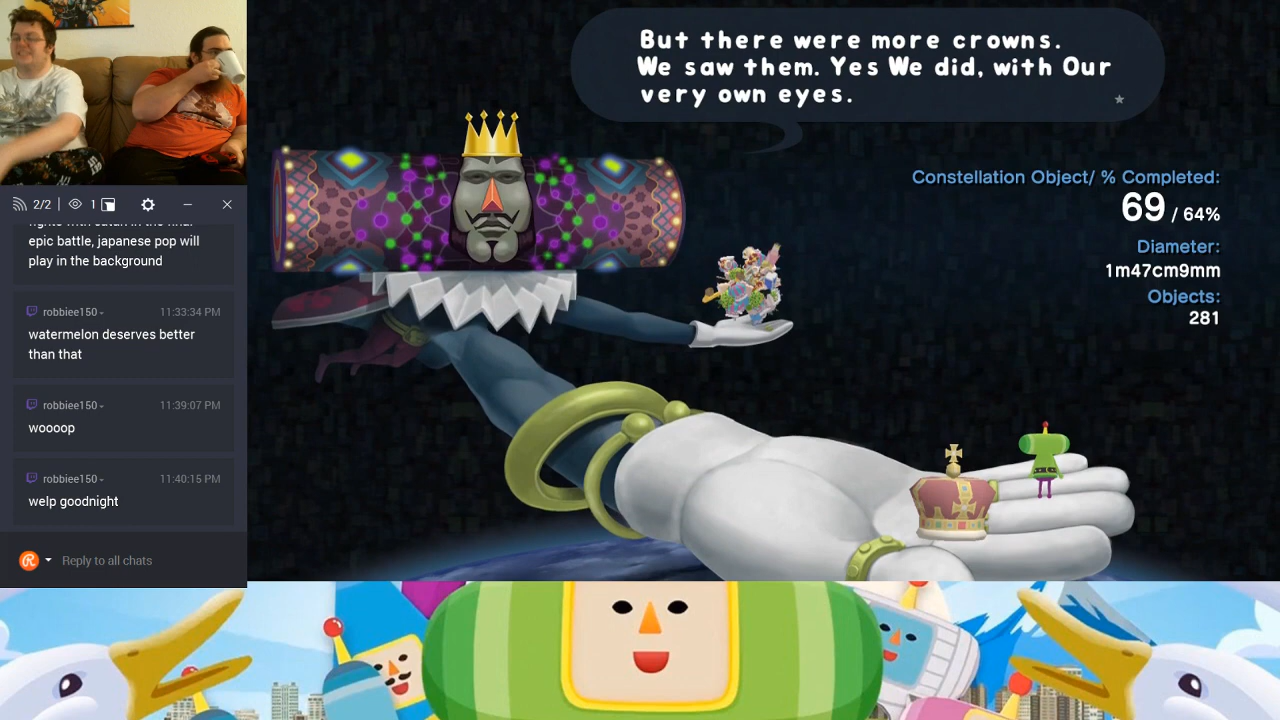 But there were more crowns.
We saw them. Yes We did, with Our
very own eyes.
Constellation Object/ % Completed:
69 / 64%
Diameter:
1m47cm9mm
Objects:
281
2/2
1
epic battle, japanese pop will
play in the background
robbiee150 11:33:34 PM
watermelon deserves better
than that
robbiee150 11:39:07 PM
woooop
robbiee150 11:40:15 PM
welp goodnight
Reply to all chats